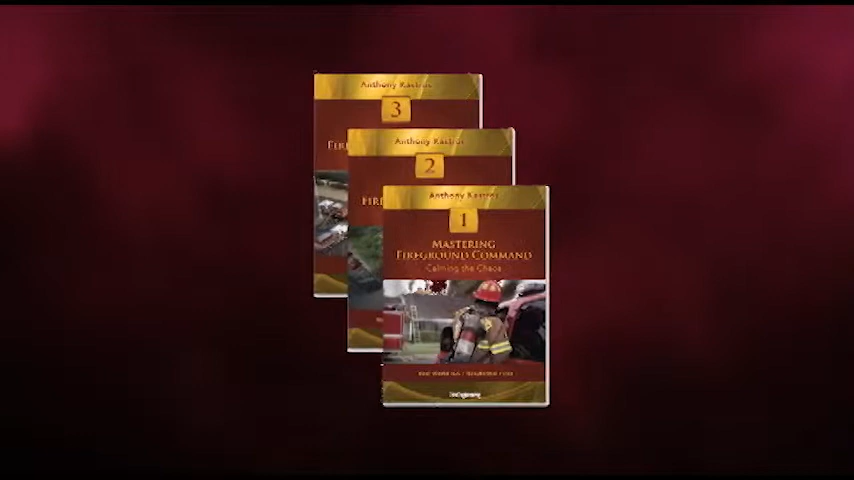 Anthony Kastros
3
Anthony Kastros
2
Anthony Kastros
1
MASTERING
FIREGROUND COMMAND
Calming the Chaos